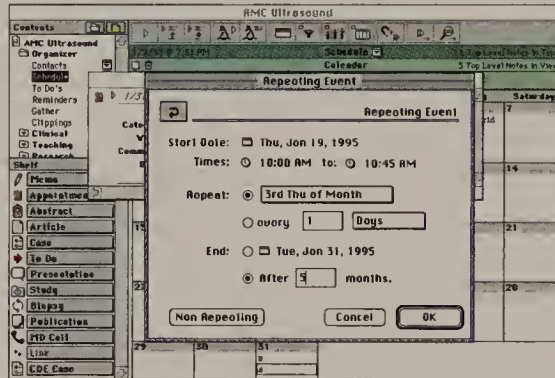 AMC Ultrasound
Contents
AMC Ultrasound
Organizer
Contacts
Schedule
To Do's
Reminders
Gather
Clippings
Clinical
Teaching
Research
Shelf
Memo
Appointment
Abstract
Article
Case
To Do
Presentation
Study
Biopsy
Publication
MD Call
Link
CDE Case
Schedule
Calendar
5 Top Level Notes In View
Saturday
7
14
21
28
29
30
31
Repeating Event
Repeating Event
Start Date: Thu, Jan 19, 1995
Times: 10:00 AM to: 10:45 AM
Repeat: 3rd Thu of Month
every 1 Days
End: Tue, Jan 31, 1995
After 5 months.
Non Repeating
Cancel
OK